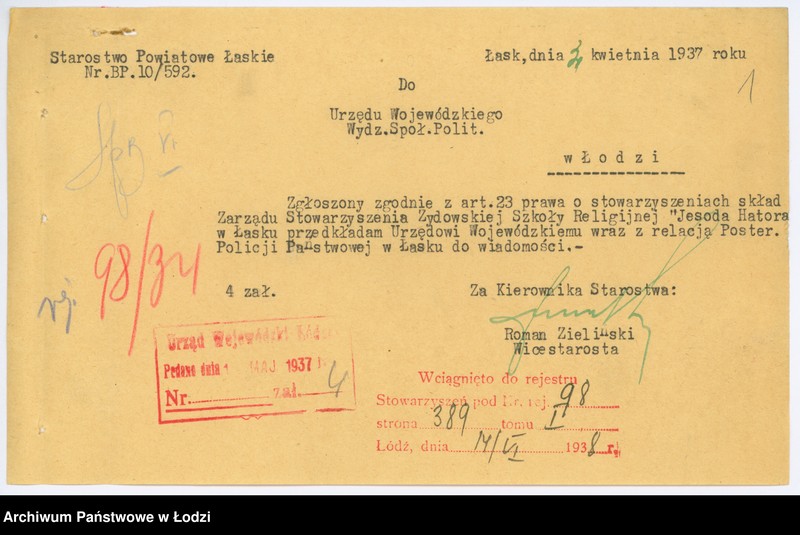 Starostwo Powiatowe Łaskie
Nr.BP.10/592.
Łask,dnia kwietnia 1937 roku
1
Do
Urzędu Wojewódzkiego
Wydz.Społ.Polit.
w Łodzi
Zgłoszony zgodnie z art.23 prawa o stowarzyszeniach skład
Zarządu Stowarzyszenia Żydowskiej Szkoły Religijnej "Jesoda Hatora
w Łasku przedkładam Urzędowi Wojewódzkiemu wraz z relacją Poster.
Policji Państwowej w Łasku do wiadomości.-
98/34
rej.
4 zał.
Za Kierownika Starostwa:
Roman Zieliński
Wicestarosta
Urząd Wojewódzki Łódzki
Podano dnia 1 MAJ 1937 r.
Nr. zał. 4
Wciągnięto do rejestru
Stowarzyszeń pod Nr. rej. 98
strona 389 tomu I
Łódź, dnia 14/VI 1938 r.
Archiwum Państwowe w Łodzi